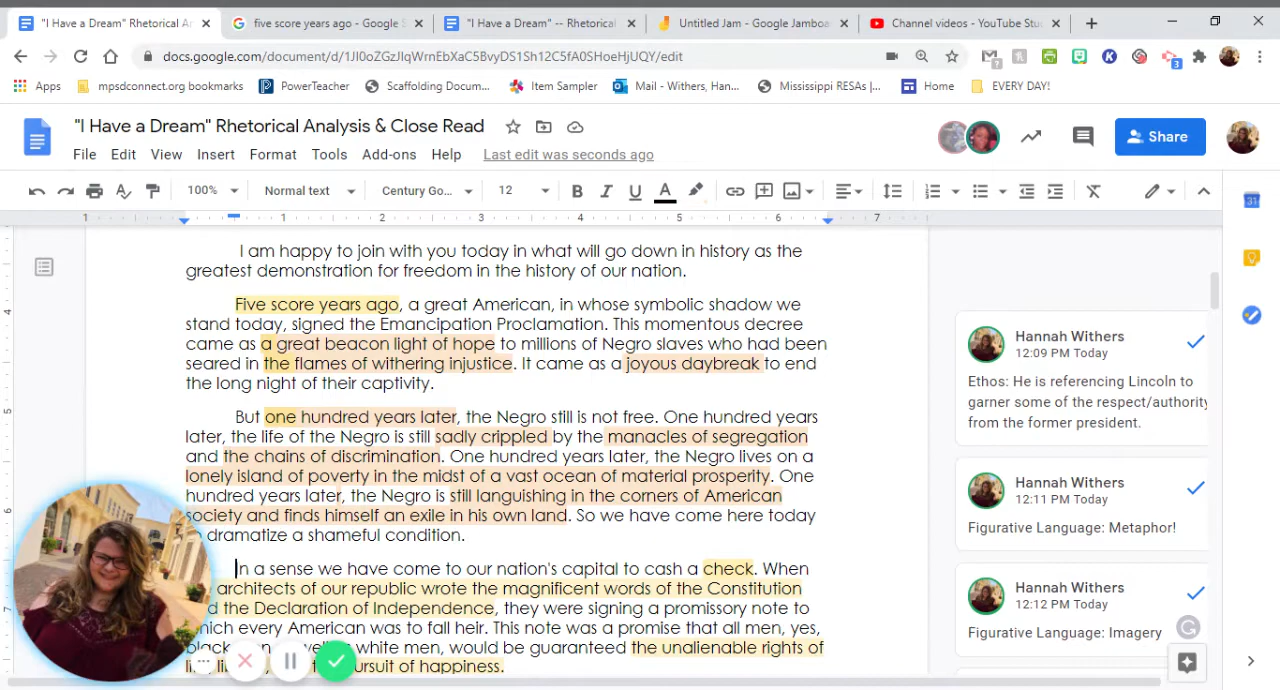 "I Have a Dream" Rhetorical Ar
five score years ago - Google S
"I Have a Dream" -- Rhetorical
Untitled Jam - Google Jamboa
Channel videos - YouTube Stu
docs.google.com/document/d/1JI0oZGzJIqWrnEbXaC5BvyDS1Sh12C5fA0SHoeHjUQY/edit
Apps
mpsdconnect.org bookmarks
PowerTeacher
Scaffolding Docum...
Item Sampler
Mail - Withers, Han...
Mississippi RESAs |...
Home
EVERY DAY!
"I Have a Dream" Rhetorical Analysis & Close Read
Share
File Edit View Insert Format Tools Add-ons Help Last edit was seconds ago
100% Normal text Century Go... 12 B I U A
1 1 2 3 4 5 6 7
I am happy to join with you today in what will go down in history as the
greatest demonstration for freedom in the history of our nation.
Five score years ago, a great American, in whose symbolic shadow we
stand today, signed the Emancipation Proclamation. This momentous decree
came as a great beacon light of hope to millions of Negro slaves who had been
seared in the flames of withering injustice. It came as a joyous daybreak to end
the long night of their captivity.
But one hundred years later, the Negro still is not free. One hundred years
later, the life of the Negro is still sadly crippled by the manacles of segregation
and the chains of discrimination. One hundred years later, the Negro lives on a
lonely island of poverty in the midst of a vast ocean of material prosperity. One
hundred years later, the Negro is still languishing in the corners of American
society and finds himself an exile in his own land. So we have come here today
dramatize a shameful condition.
In a sense we have come to our nation's capital to cash a check. When
architects of our republic wrote the magnificent words of the Constitution
the Declaration of Independence, they were signing a promissory note to
which every American was to fall heir. This note was a promise that all men, yes,
white men, would be guaranteed the unalienable rights of
ursuit of happiness.
Hannah Withers
12:09 PM Today
Ethos: He is referencing Lincoln to
garner some of the respect/authority
from the former president.
Hannah Withers
12:11 PM Today
Figurative Language: Metaphor!
Hannah Withers
12:12 PM Today
Figurative Language: Imagery